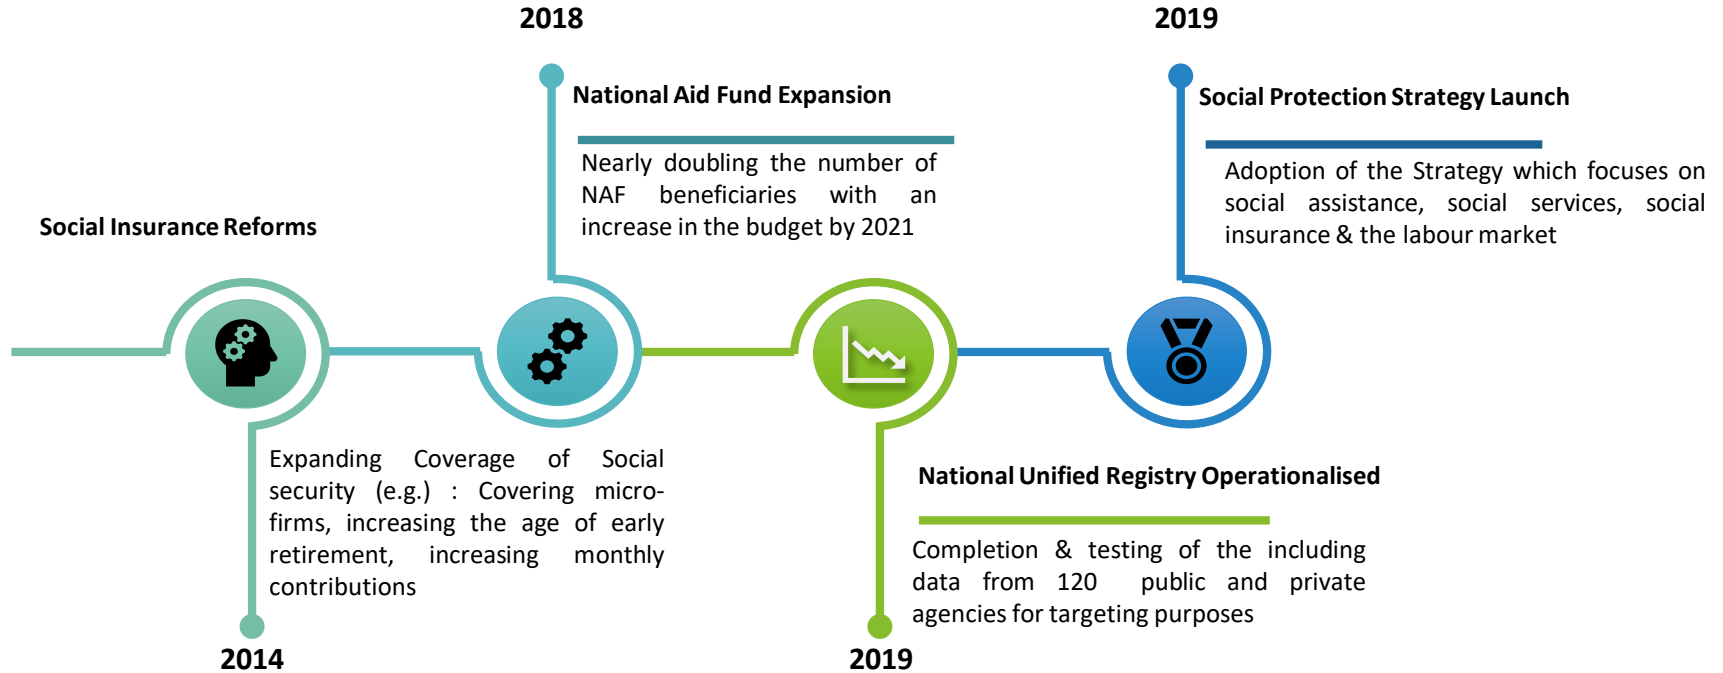 Social Insurance Reforms
Expanding Coverage of Social
security (e.g.) : Covering micro-
firms, increasing the age of early
retirement, increasing monthly
contributions
2014
2018
National Aid Fund Expansion
Nearly doubling the number of
NAF beneficiaries with an
increase in the budget by 2021
National Unified Registry Operationalised
Completion & testing of the including
data from 120 public and private
agencies for targeting purposes
2019
2019
Social Protection Strategy Launch
Adoption of the Strategy which focuses on
social assistance, social services, social
insurance & the labour market